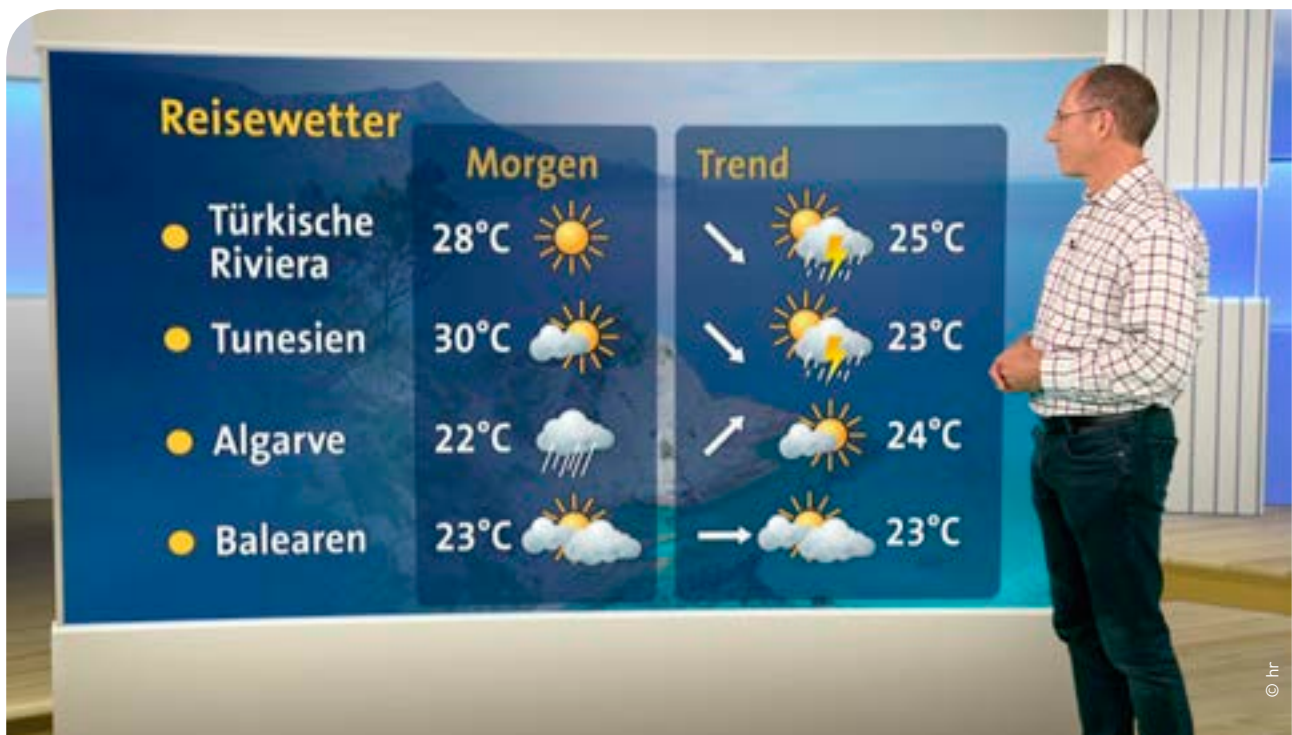 Reisewetter
Morgen Trend
Türkische
Riviera
28°C 25°C
Tunesien 30°C 23°C
Algarve 22°C 24°C
Balearen 23°C 23°C
© hr